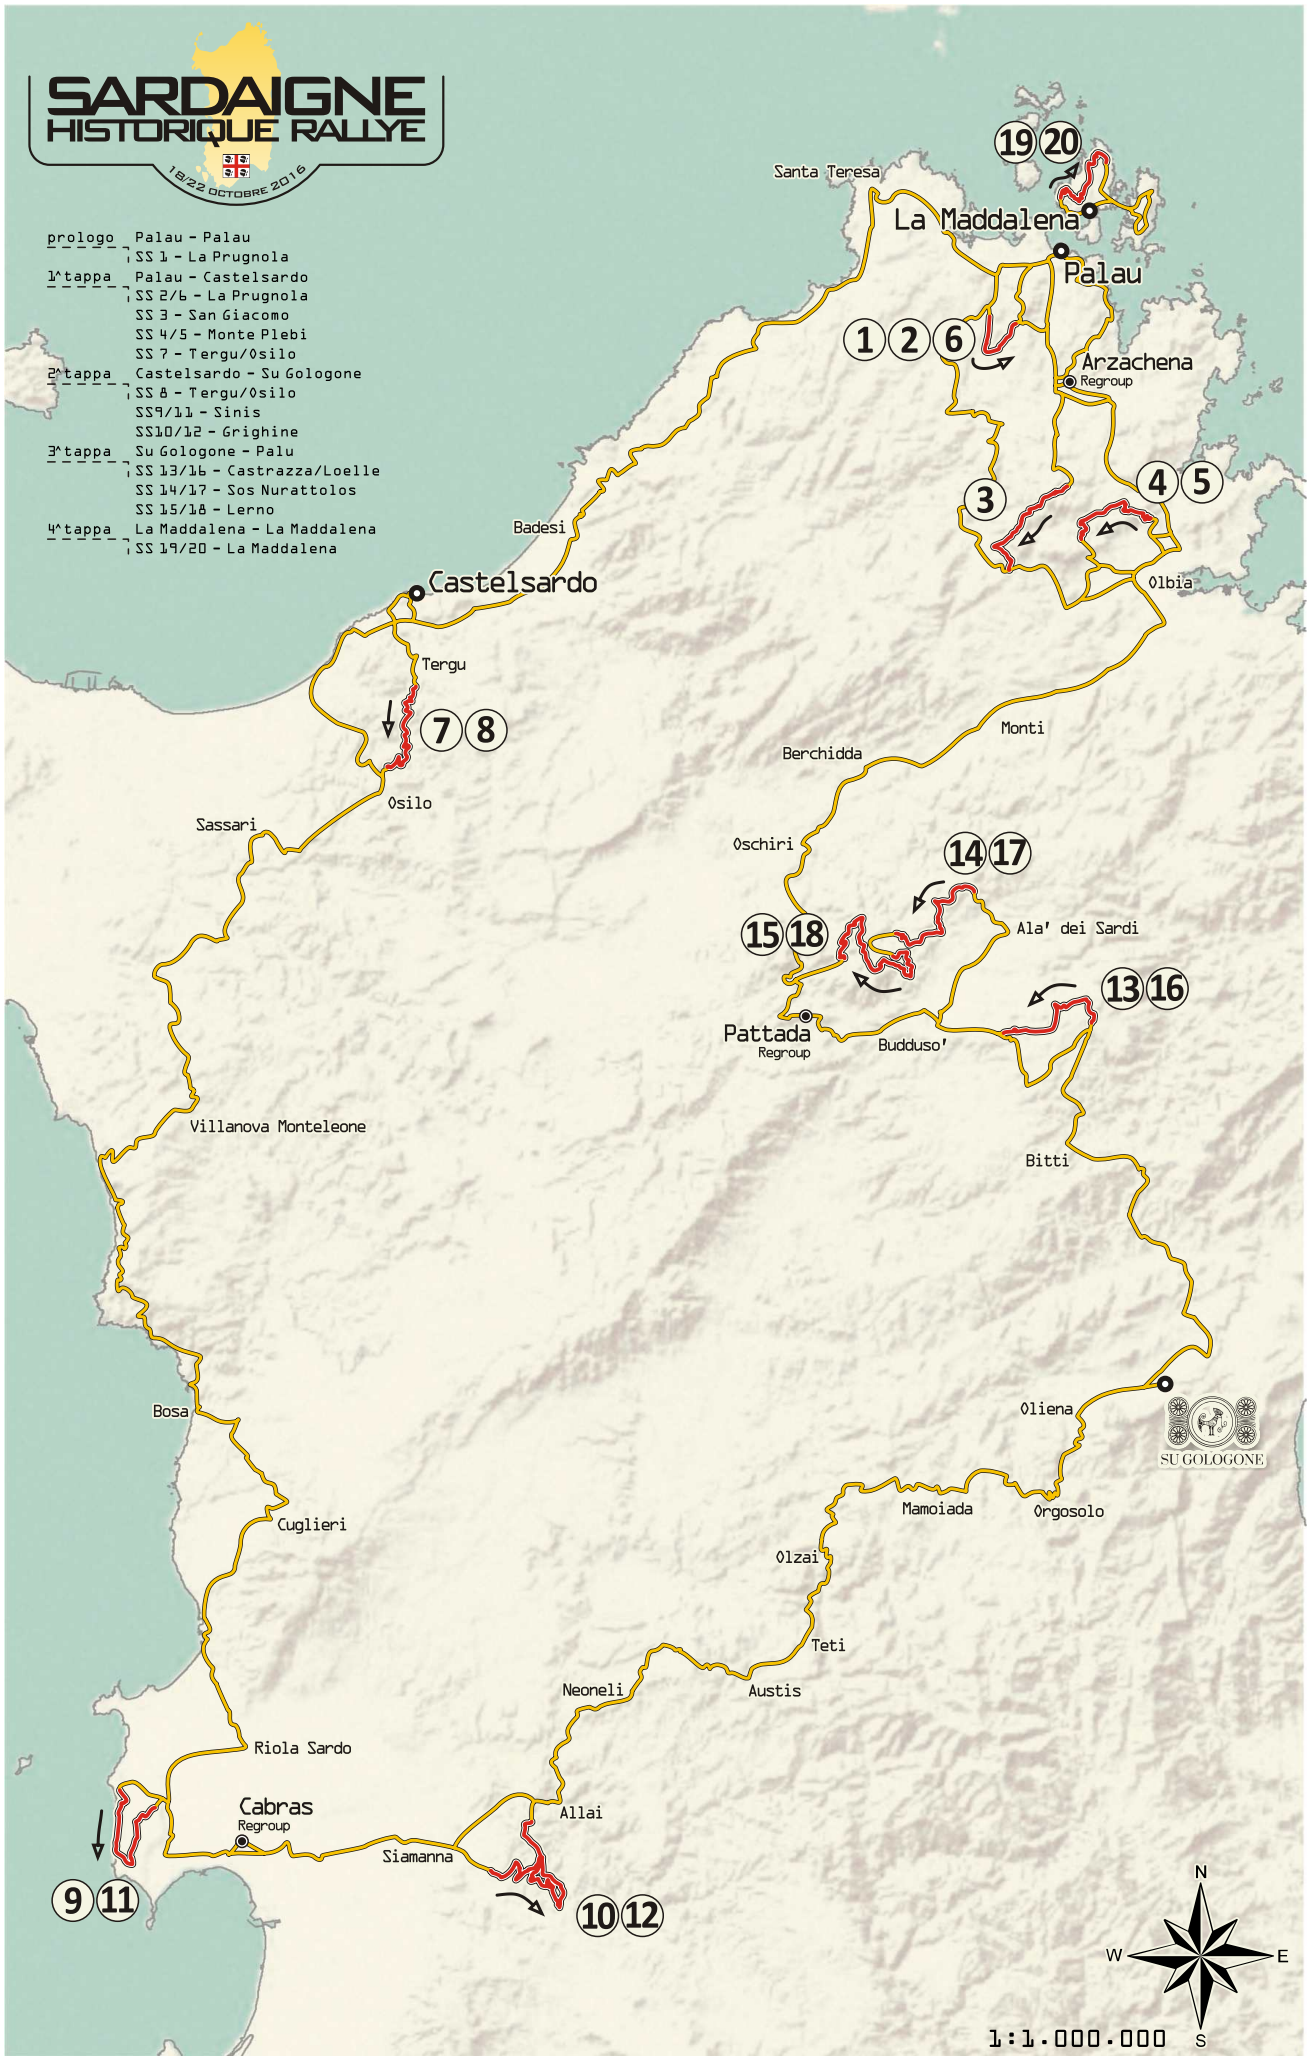 SARDAIGNE
HISTORIQUE RALLYE
18/22 OCTOBRE 2016
prologo Palau - Palau
SS 1 - La Prugnola
1^tappa Palau - Castelsardo
SS 2/6 - La Prugnola
SS 3 - San Giacomo
SS 4/5 - Monte Plebi
SS 7 - Tergu/Osilo
2^tappa Castelsardo - Su Gologone
SS 8 - Tergu/Osilo
SS9/11 - Sinis
SS10/12 - Grighine
3^tappa Su Gologone - Palu
SS 13/16 - Castrazza/Loelle
SS 14/17 - Sos Nurattolos
SS 15/18 - Lerno
4^tappa La Maddalena - La Maddalena
SS 19/20 - La Maddalena
19 20
Santa Teresa
La Maddalena
Palau
1 2 6
Arzachena
Regroup
4 5
3
Badesi
Olbia
Castelsardo
Tergu
7 8
Monti
Berchidda
Osilo
Sassari
Oschiri
14 17
15 18
Ala' dei Sardi
13 16
Pattada
Regroup
Budduso'
Villanova Monteleone
Bitti
Bosa
Oliena
SU GOLOGONE
Cuglieri
Mamoiada
Orgosolo
Olzai
Teti
Neoneli
Austis
Riola Sardo
Cabras
Regroup
Allai
Siamanna
9 11
10 12
N
W
E
S
1:1.000.000